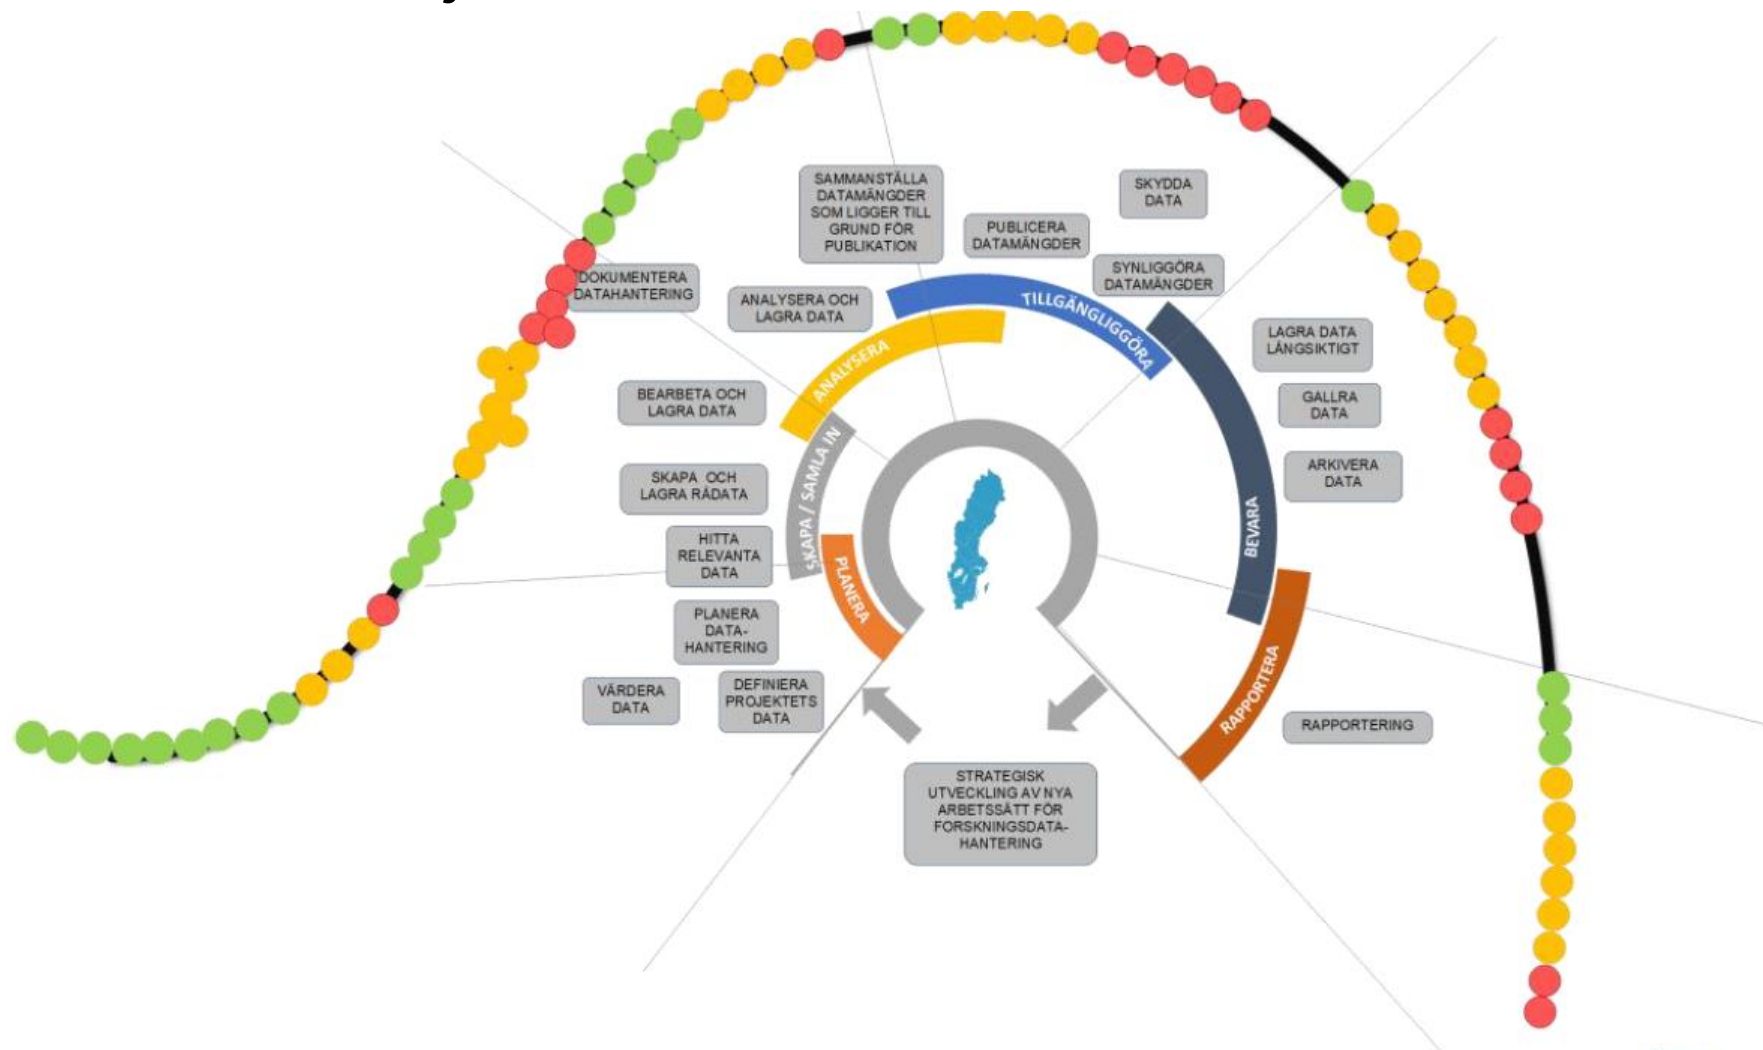 SAMMANSTÄLLA
DATAMÄNGDER
SOM LIGGER TILL
GRUND FÖR
PUBLIKATION
SKYDDA
DATA
PUBLICERA
DATAMÄNGDER
SYNLIGGÖRA
DATAMÄNGDER
DOKUMENTERA
DATAHANTERING
ANALYSERA OCH
LAGRA DATA
TILLGÄNGLIGGÖRA
ANALYSERA
LAGRA DATA
LÅNGSIKTIGT
BEARBETA OCH
LAGRA DATA
GALLRA
DATA
SKAPA / SAMLA IN
SKAPA OCH
LAGRA RÅDATA
ARKIVERA
DATA
BEVARA
HITTA
RELEVANTA
DATA
PLANERA
PLANERA
DATA-
HANTERING
VÄRDERA
DATA
DEFINIERA
PROJEKTETS
DATA
RAPPORTERA
RAPPORTERING
STRATEGISK
UTVECKLING AV NYA
ARBETSSÄTT FÖR
FORSKNINGSDATA-
HANTERING